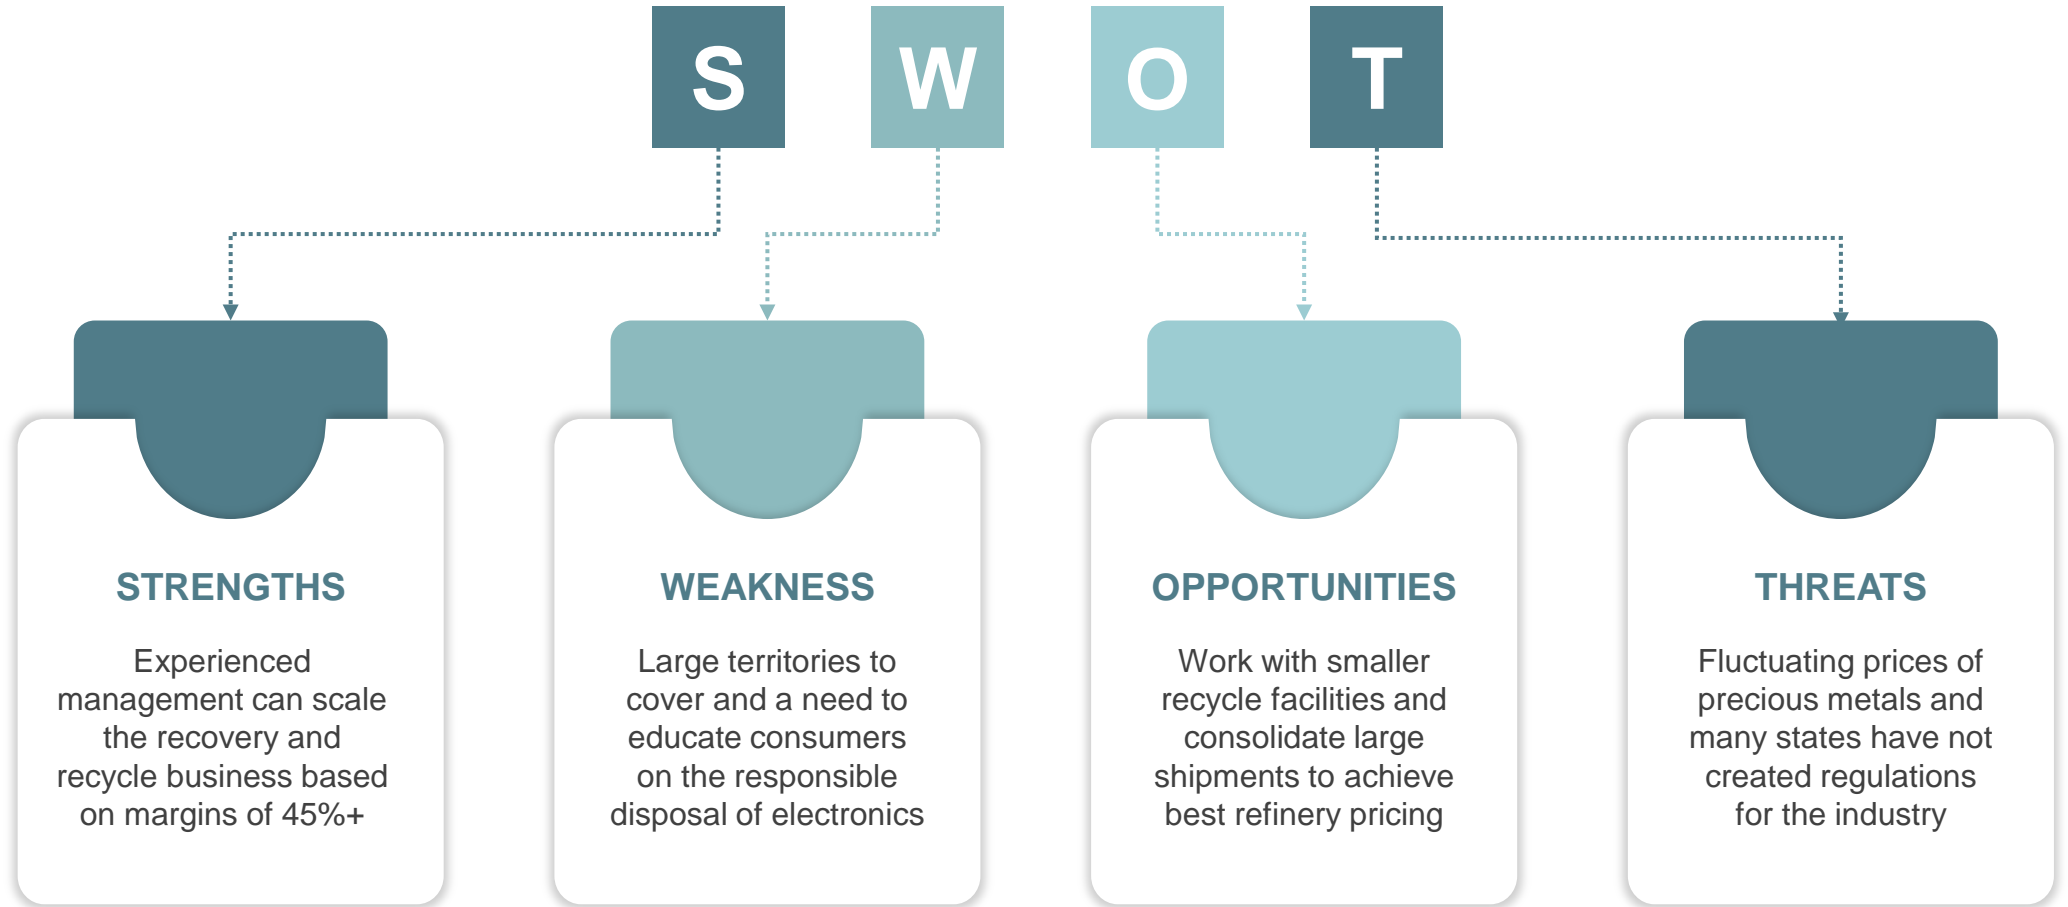 S
W
O
T
STRENGTHS
Experienced
management can scale
the recovery and
recycle business based
on margins of 45%+
WEAKNESS
Large territories to
cover and a need to
educate consumers
on the responsible
disposal of electronics
OPPORTUNITIES
Work with smaller
recycle facilities and
consolidate large
shipments to achieve
best refinery pricing
THREATS
Fluctuating prices of
precious metals and
many states have not
created regulations
for the industry